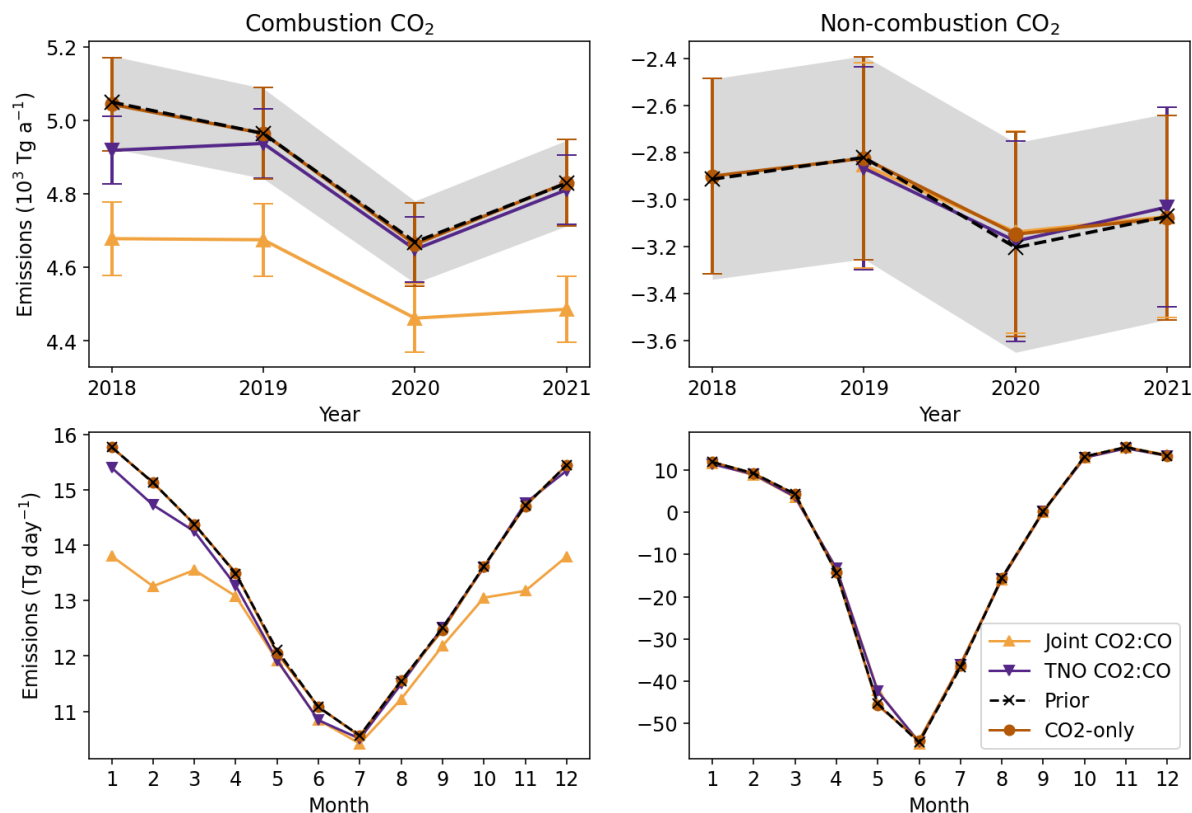 Combustion CO₂
Non-combustion CO₂
Emissions (10³ Tg a⁻¹)
5.2
5.0
4.8
4.6
4.4
2018 2019 2020 2021
Year
−2.4
−2.6
−2.8
−3.0
−3.2
−3.4
−3.6
2018 2019 2020 2021
Year
Emissions (Tg day⁻¹)
16
15
14
13
12
11
1 2 3 4 5 6 7 8 9 10 11 12
Month
10
0
−10
−20
−30
−40
−50
Joint CO2:CO
TNO CO2:CO
Prior
CO2-only
1 2 3 4 5 6 7 8 9 10 11 12
Month